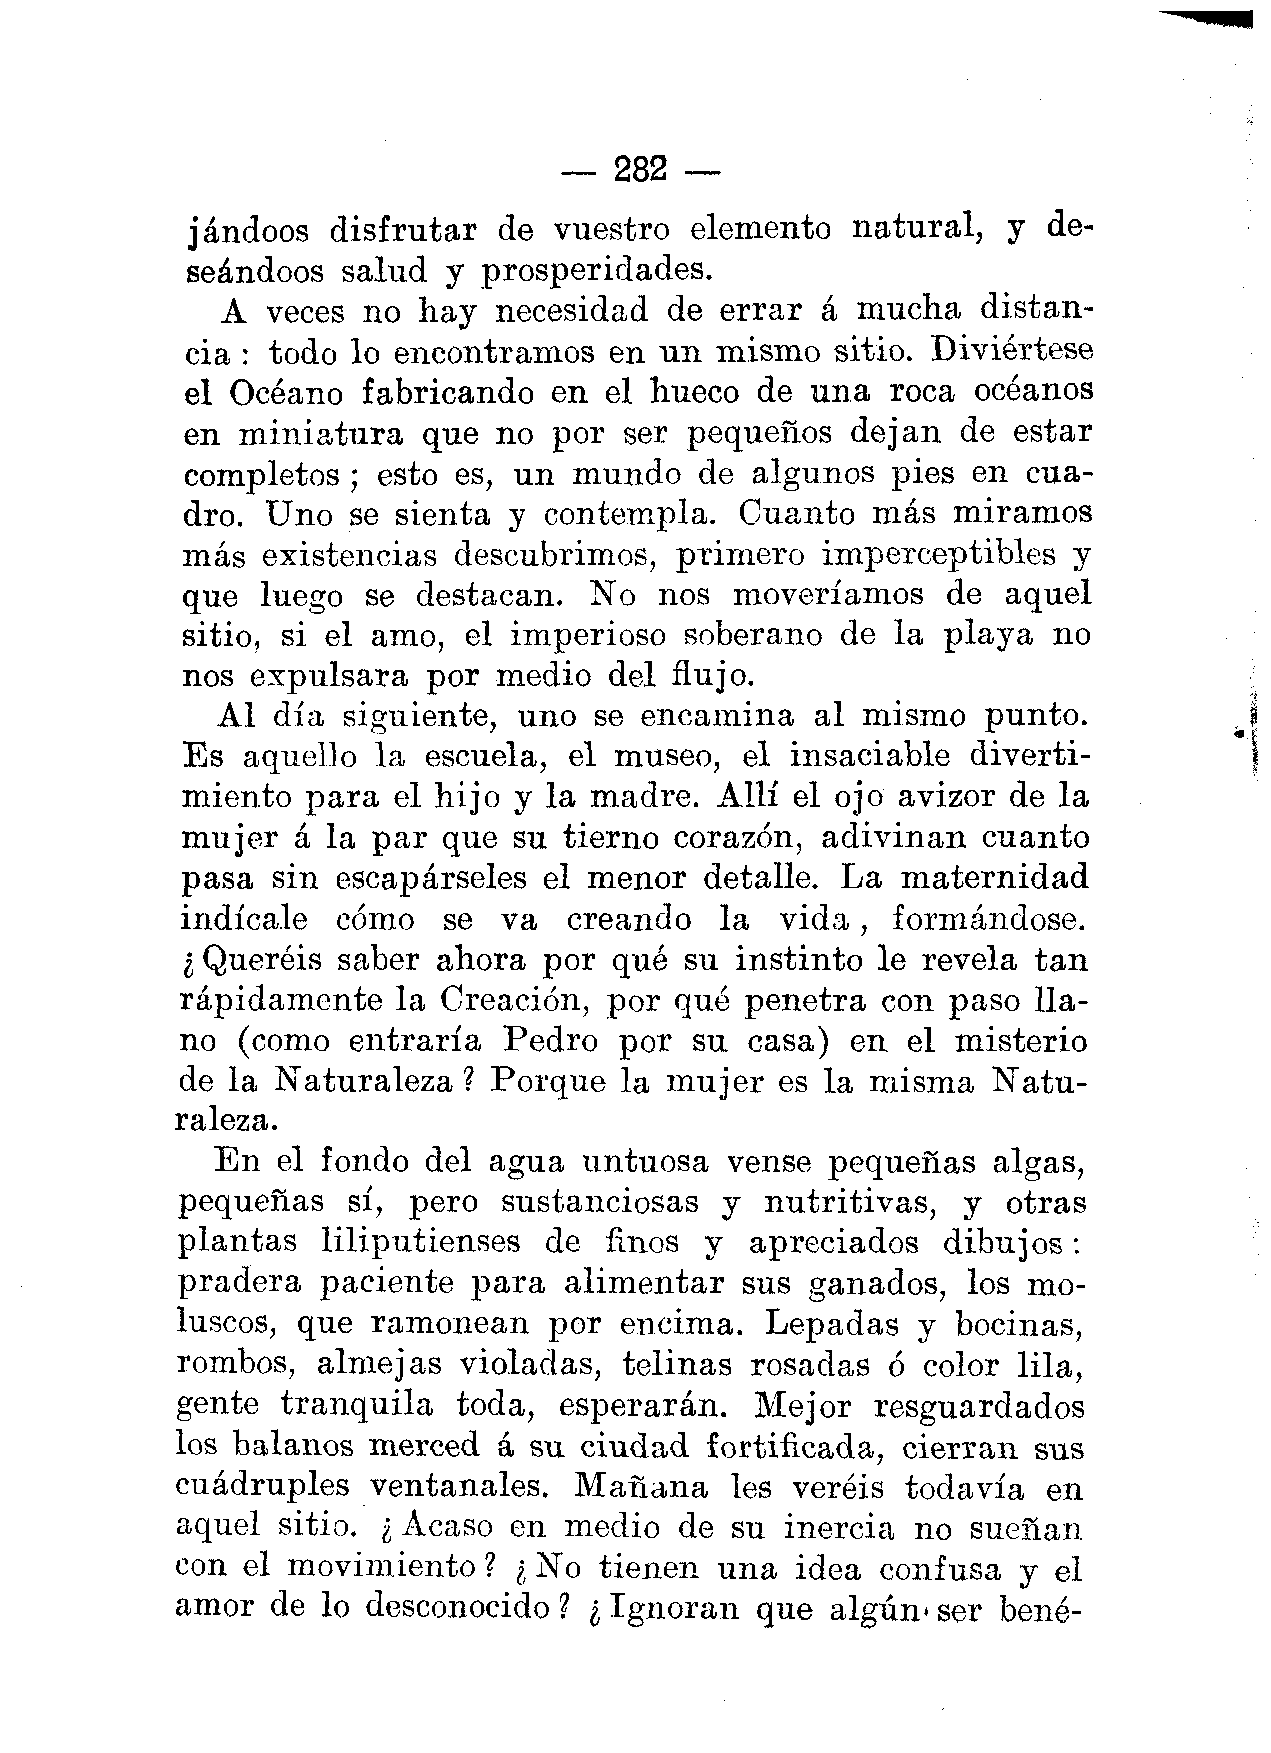 — 282 —
jándoos disfrutar de vuestro elemento natural, y de-
seándoos salud y prosperidades.
A veces no hay necesidad de errar á mucha distan-
cia : todo lo encontramos en un mismo sitio. Diviértese
el Océano fabricando en el hueco de una roca océanos
en miniatura que no por ser pequeños dejan de estar
completos ; esto es, un mundo de algunos pies en cua-
dro. Uno se sienta y contempla. Cuanto más miramos
más existencias descubrimos, primero imperceptibles y
que luego se destacan. No nos moveríamos de aquel
sitio, si el amo, el imperioso soberano de la playa no
nos expulsara por medio del flujo.
Al día siguiente, uno se encamina al mismo punto.
Es aquello la escuela, el museo, el insaciable diverti-
miento para el hijo y la madre. Allí el ojo avizor de la
mujer á la par que su tierno corazón, adivinan cuanto
pasa sin escapárseles el menor detalle. La maternidad
indícale cómo se va creando la vida , formándose.
¿ Queréis saber ahora por qué su instinto le revela tan
rápidamente la Creación, por qué penetra con paso lla-
no (como entraría Pedro por su casa) en el misterio
de la Naturaleza ? Porque la mujer es la misma Natu-
raleza.
En el fondo del agua untuosa vense pequeñas algas,
pequeñas sí, pero sustanciosas y nutritivas, y otras
plantas liliputienses de finos y apreciados dibujos :
pradera paciente para alimentar sus ganados, los mo-
luscos, que ramonean por encima. Lepadas y bocinas,
rombos, almejas violadas, telinas rosadas ó color lila,
gente tranquila toda, esperarán. Mejor resguardados
los balanos merced á su ciudad fortificada, cierran sus
cuádruples ventanales. Mañana les veréis todavía en
aquel sitio. ¿ Acaso en medio de su inercia no sueñan
con el movimiento ? ¿ No tienen una idea confusa y el
amor de lo desconocido ? ¿ Ignoran que algún ser bené-